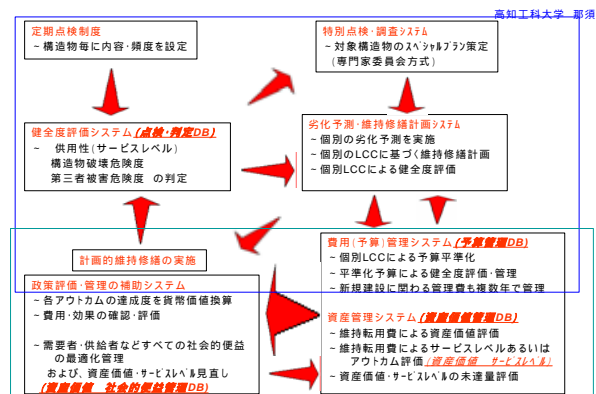 高知工科大学 那須
定期点検制度
~構造物毎に内容・頻度を設定
特別点検・調査システム
~対象構造物のスペシャルプラン策定
(専門家委員会方式)
健全度評価システム(点検・判定DB)
~ 供用性(サービスレベル)
構造物破壊危険度
第三者被害危険度 の判定
劣化予測・維持修繕計画システム
~個別の劣化予測を実施
~個別のLCCに基づく維持修繕計画
~個別LCCによる健全度評価
計画的維持修繕の実施
政策評価・管理の補助システム
~各アウトカムの達成度を貨幣価値換算
~費用・効果の確認・評価
~需要者・供給者などすべての社会的便益
の最適化管理
および、資産価値・サービスレベル見直し
(資産価値 社会的便益管理DB)
費用(予算)管理システム(予算管理DB)
~個別LCCによる予算平準化
~平準化予算による健全度評価・管理
~新規建設に関わる管理費も複数年で管理
資産管理システム(資産価値管理DB)
~維持転用費による資産価値評価
~維持転用費によるサービスレベルあるいは
アウトカム評価(資産価値 サービスレベル)
~資産価値・サービスレベルの未達量評価